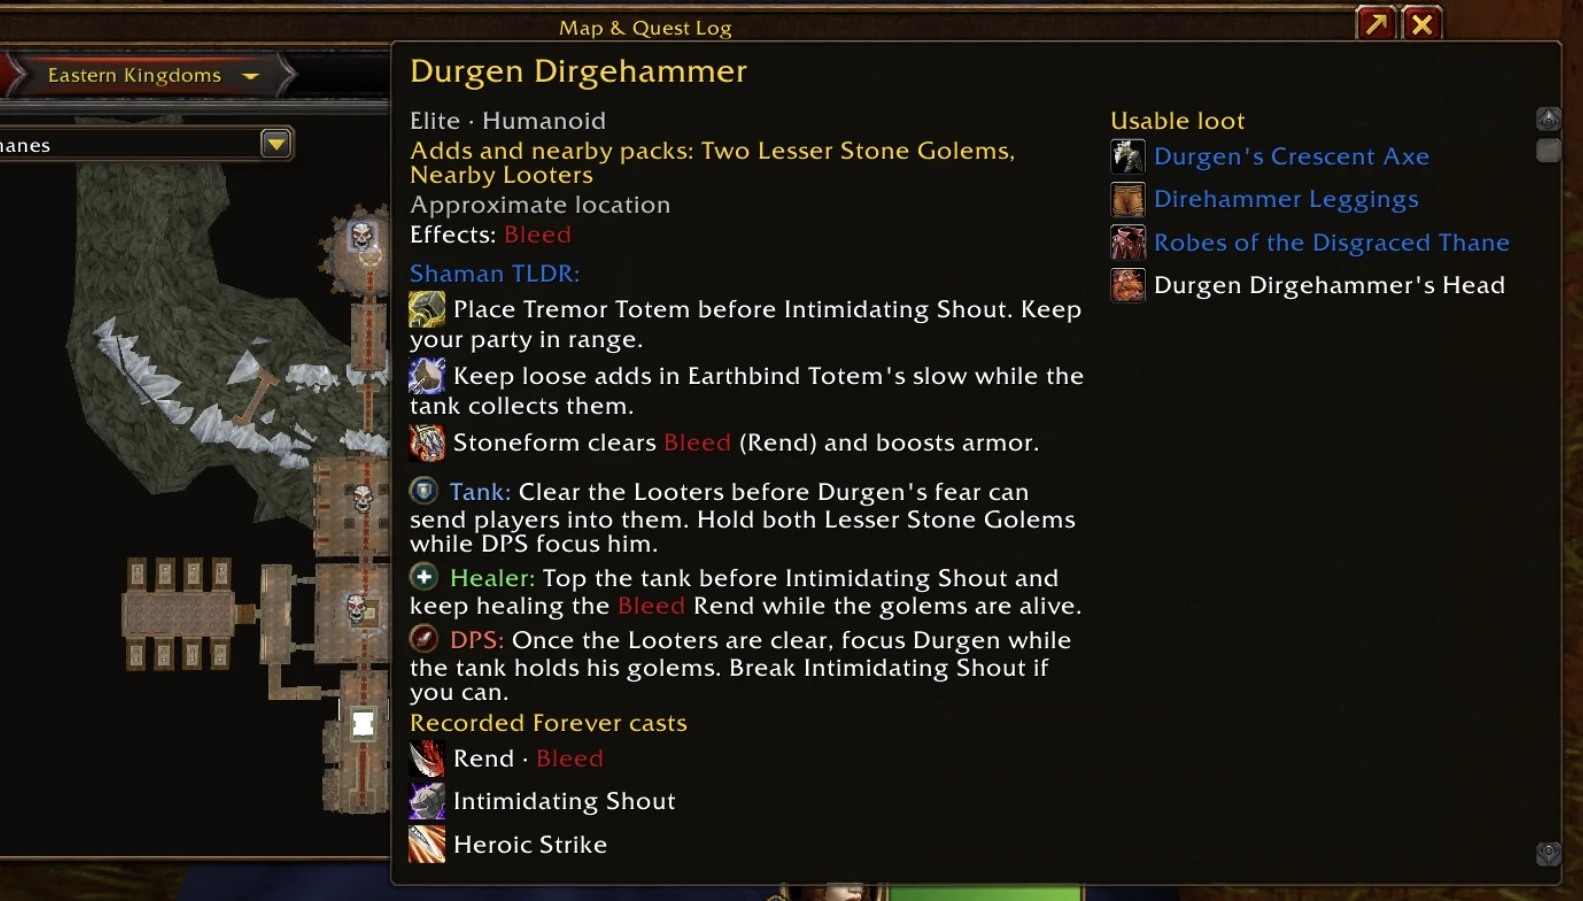 Map & Quest Log
Eastern Kingdoms
Durgen Dirgehammer
Elite · Humanoid
Adds and nearby packs: Two Lesser Stone Golems,
Nearby Looters
Approximate location
Effects: Bleed
Shaman TLDR:
Place Tremor Totem before Intimidating Shout. Keep
your party in range.
Keep loose adds in Earthbind Totem's slow while the
tank collects them.
Stoneform clears Bleed (Rend) and boosts armor.
Tank: Clear the Looters before Durgen's fear can
send players into them. Hold both Lesser Stone Golems
while DPS focus him.
Healer: Top the tank before Intimidating Shout and
keep healing the Bleed Rend while the golems are alive.
DPS: Once the Looters are clear, focus Durgen while
the tank holds his golems. Break Intimidating Shout if
you can.
Recorded Forever casts
Rend · Bleed
Intimidating Shout
Heroic Strike
Usable loot
Durgen's Crescent Axe
Direhammer Leggings
Robes of the Disgraced Thane
Durgen Dirgehammer's Head